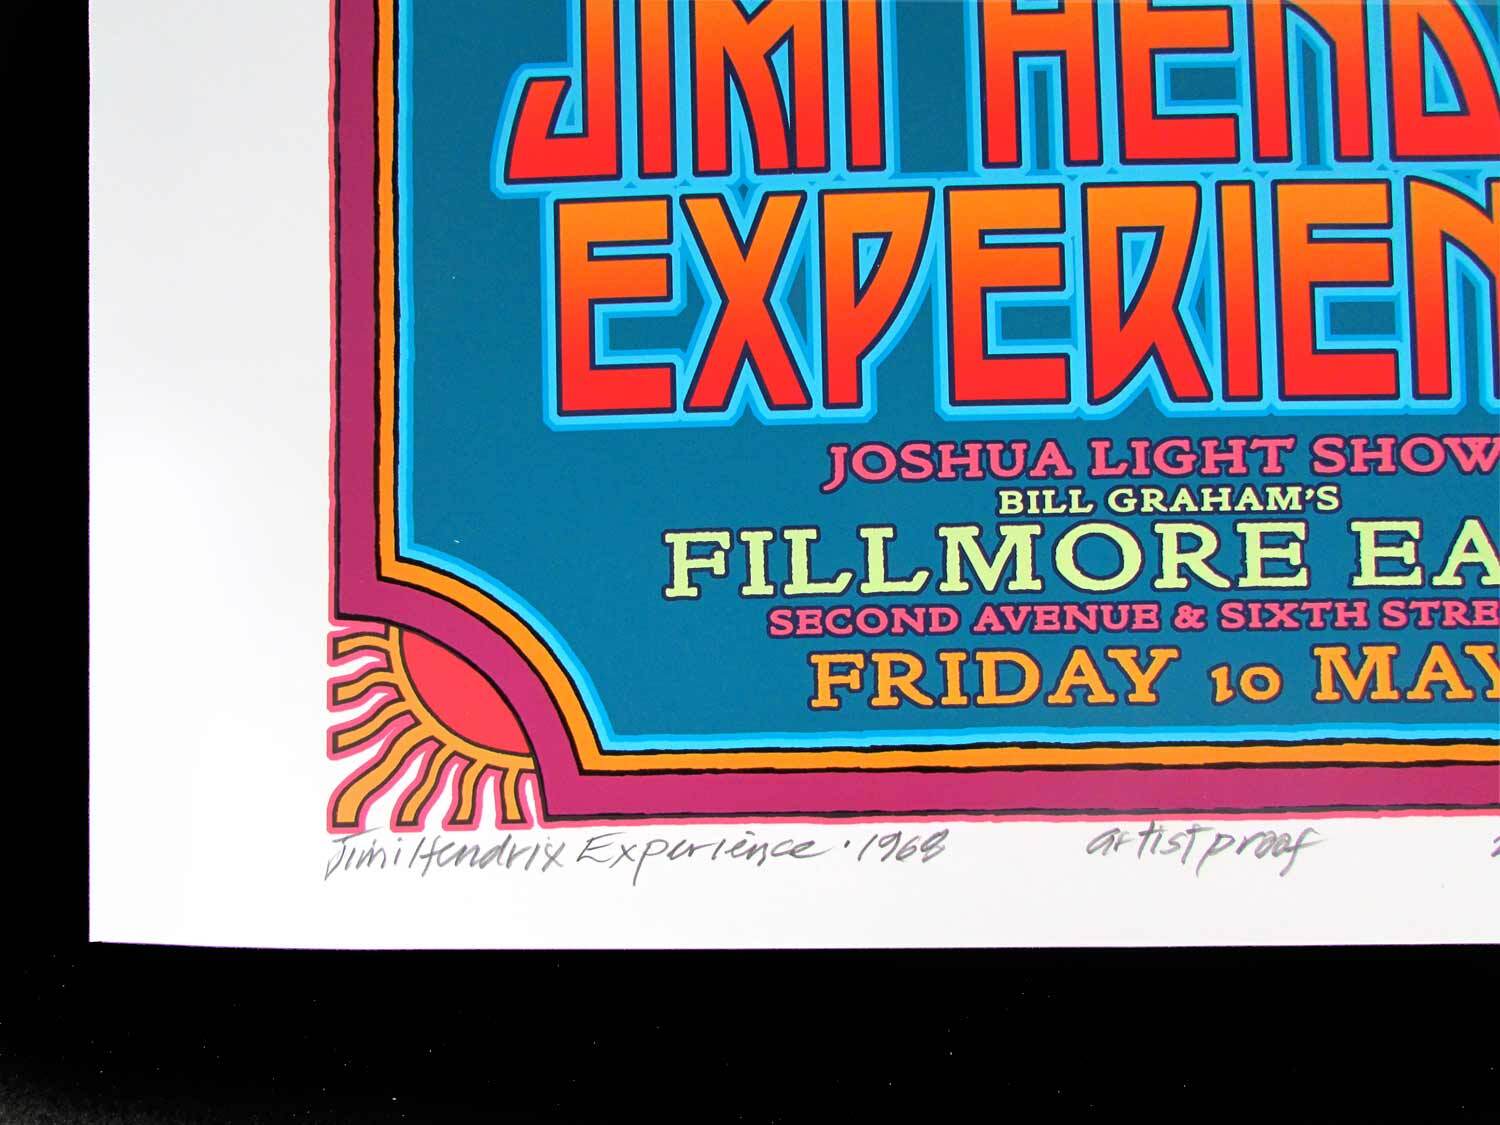 JIMI HEND
EXPERIEN
JOSHUA LIGHT SHOW
BILL GRAHAM'S
FILLMORE EA
SECOND AVENUE & SIXTH STRE
FRIDAY 10 MAY
Jimi Hendrix Experience · 1968 artist proof